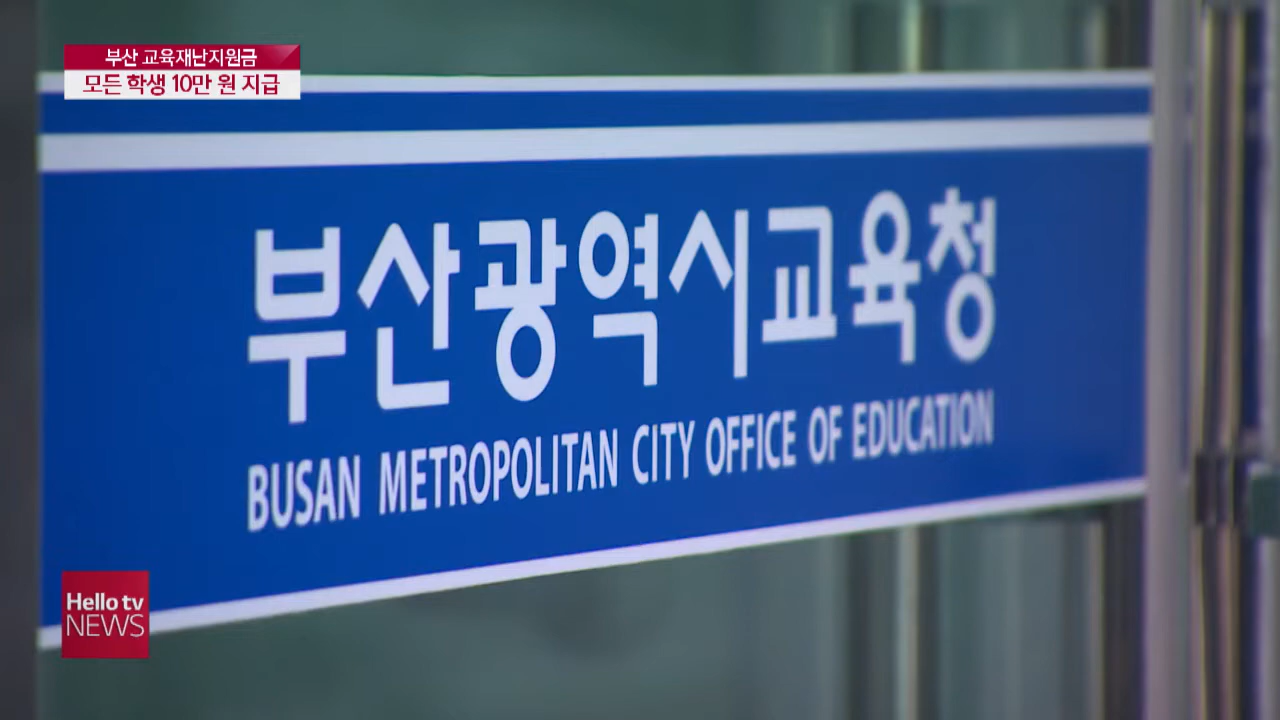 부산 교육재난지원금
모든 학생 10만 원 지급
부산광역시교육청
BUSAN METROPOLITAN CITY OFFICE OF EDUCATION
Hello tv
NEWS